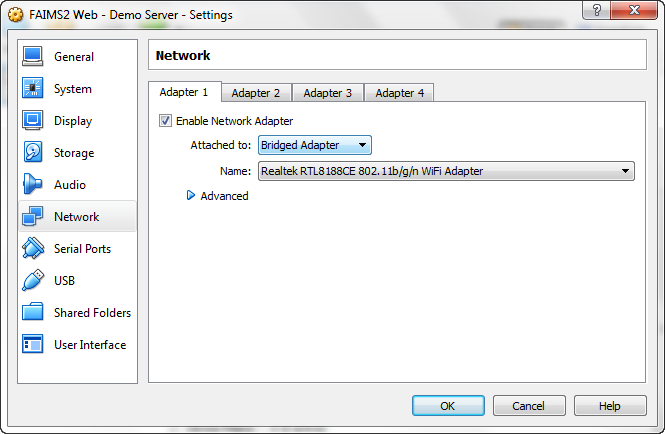 FAIMS2 Web - Demo Server - Settings
General
System
Display
Storage
Audio
Network
Serial Ports
USB
Shared Folders
User Interface
Network
Adapter 1 Adapter 2 Adapter 3 Adapter 4
Enable Network Adapter
Attached to: Bridged Adapter
Name: Realtek RTL8188CE 802.11b/g/n WiFi Adapter
Advanced
OK Cancel Help